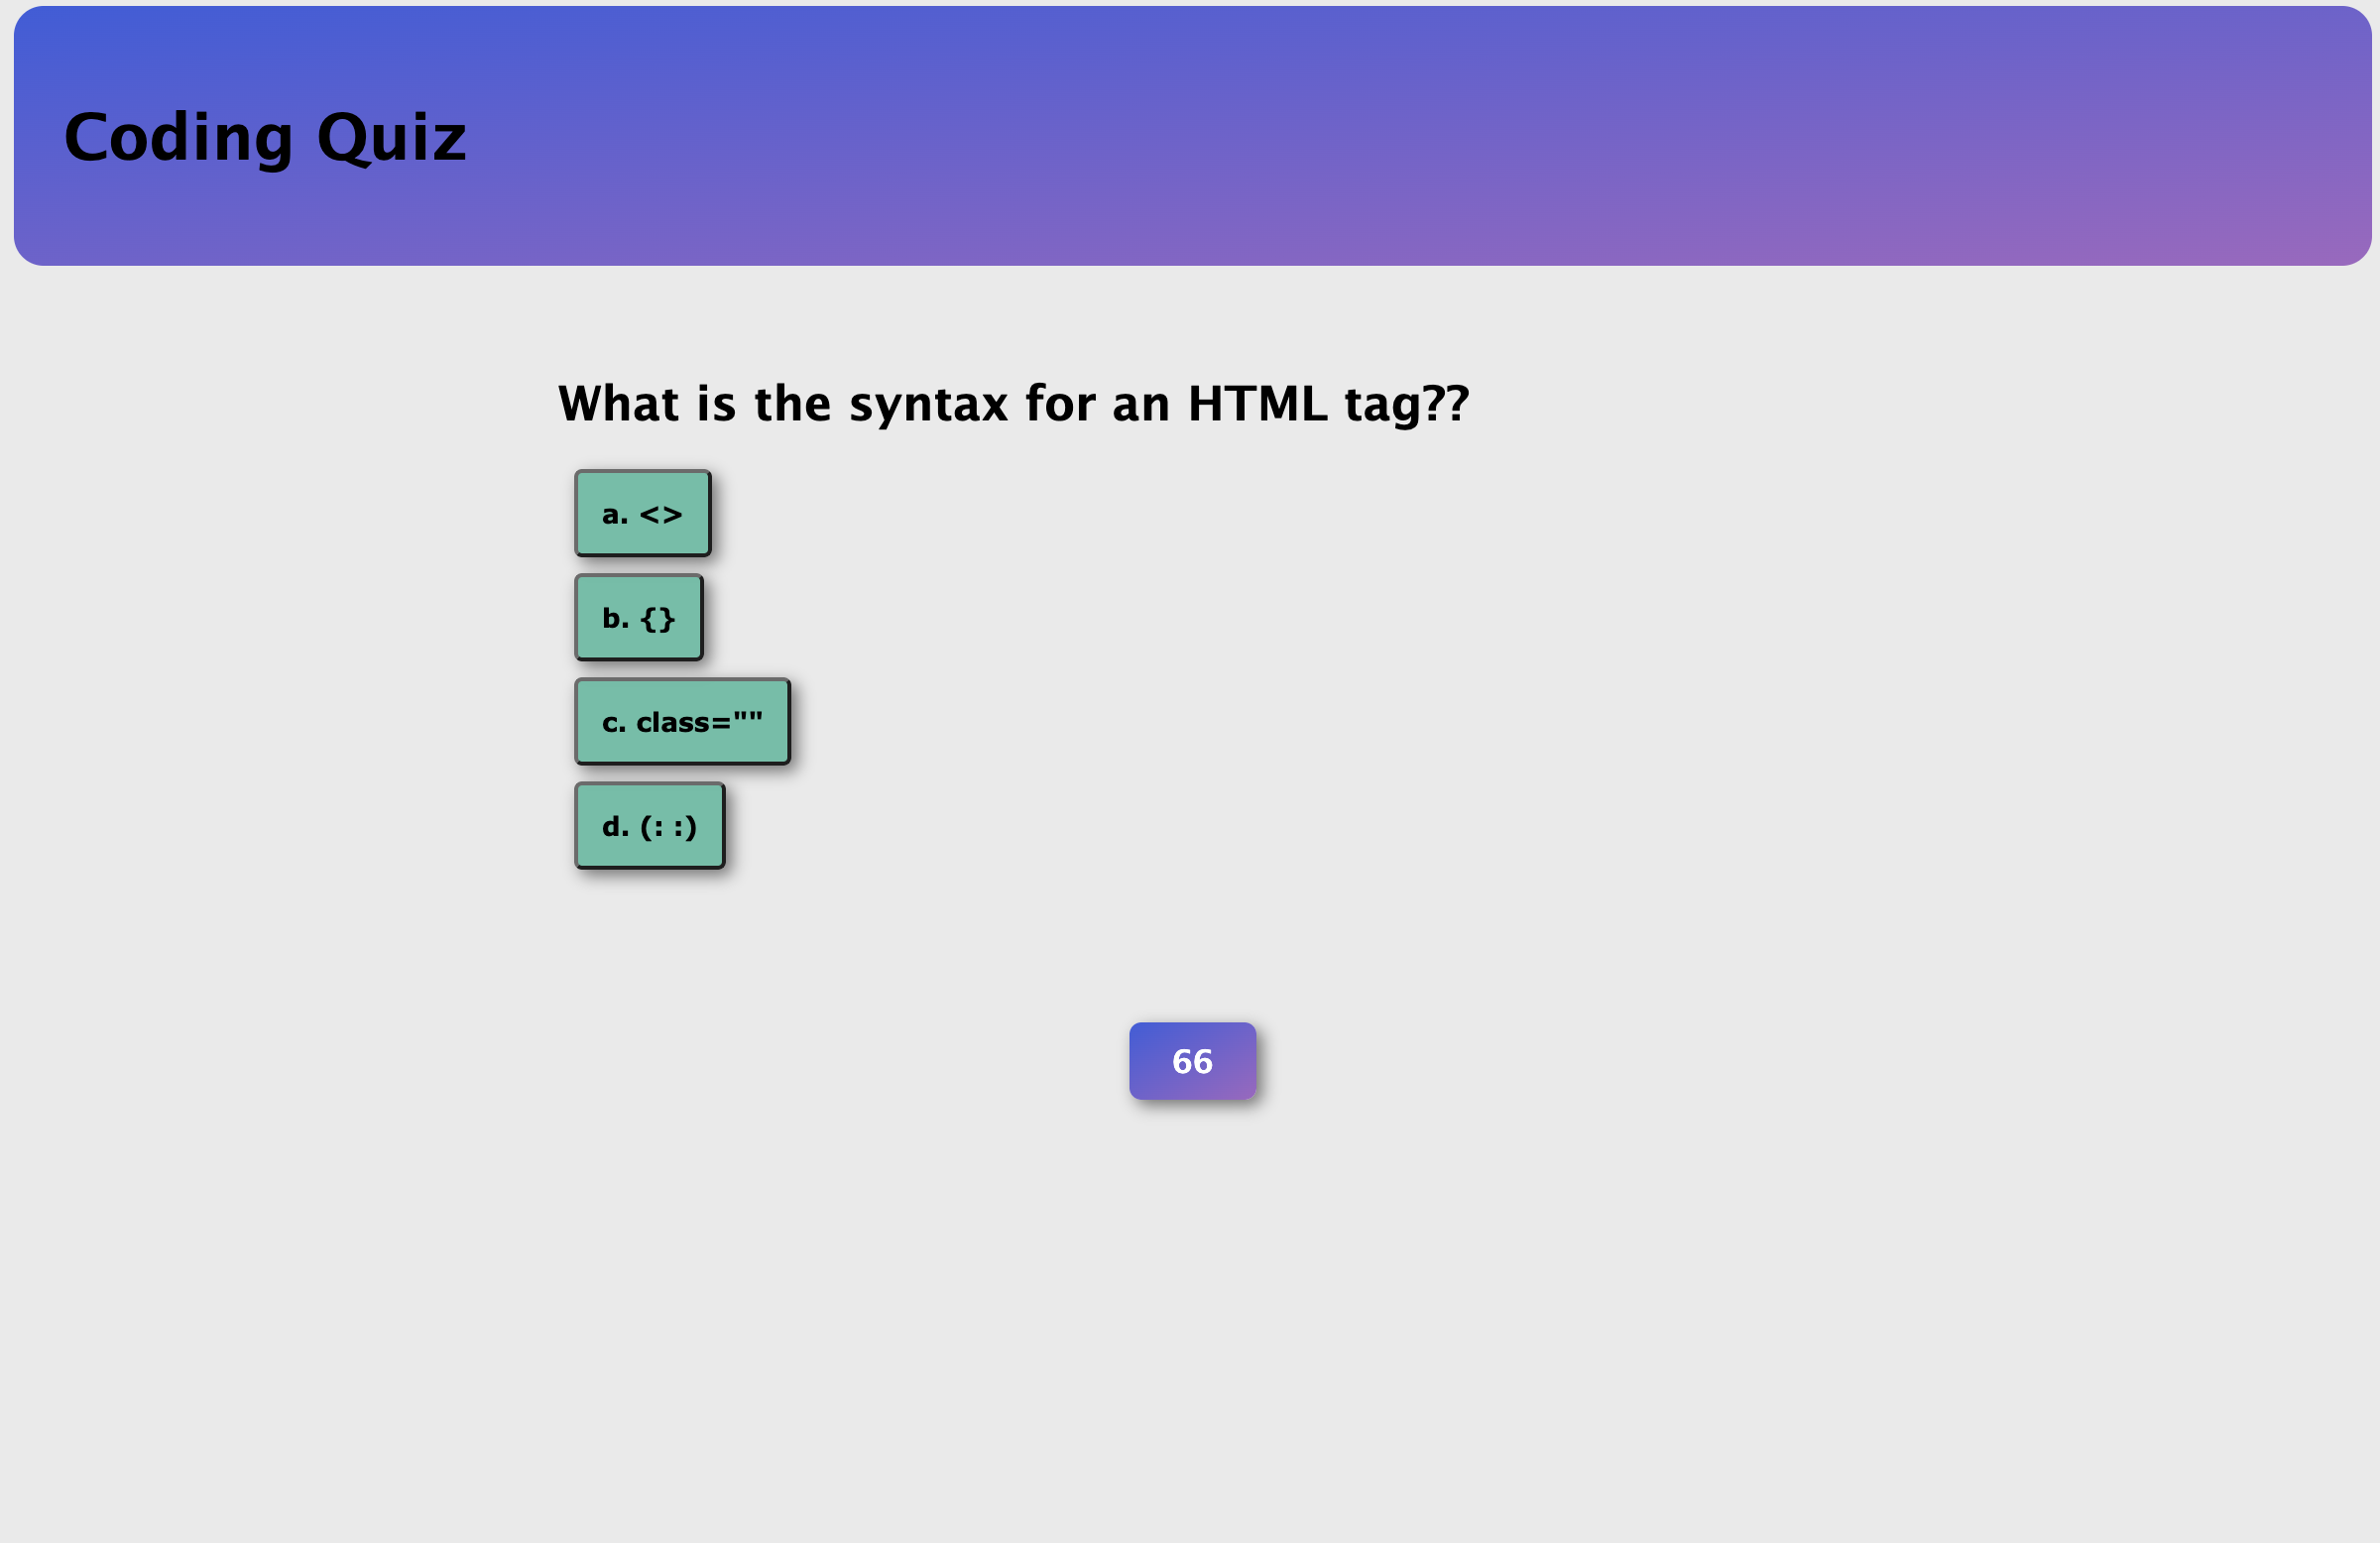 Coding Quiz
What is the syntax for an HTML tag??
a. <>
b. {}
c. class=""
d. (: :)
66